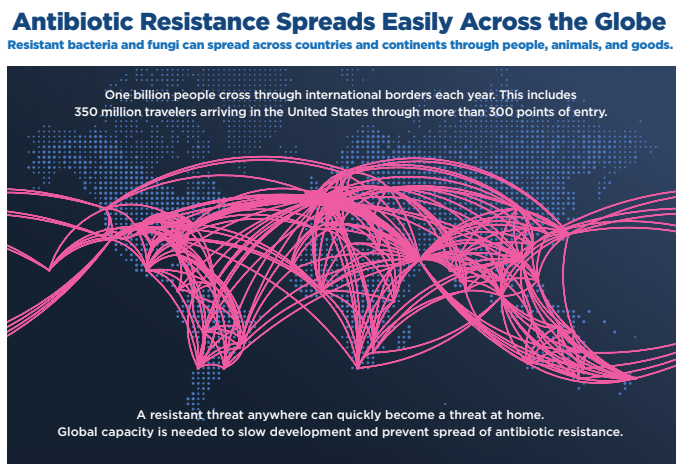 Antibiotic Resistance Spreads Easily Across the Globe
Resistant bacteria and fungi can spread across countries and continents through people, animals, and goods.
One billion people cross through international borders each year. This includes
350 million travelers arriving in the United States through more than 300 points of entry.
A resistant threat anywhere can quickly become a threat at home.
Global capacity is needed to slow development and prevent spread of antibiotic resistance.